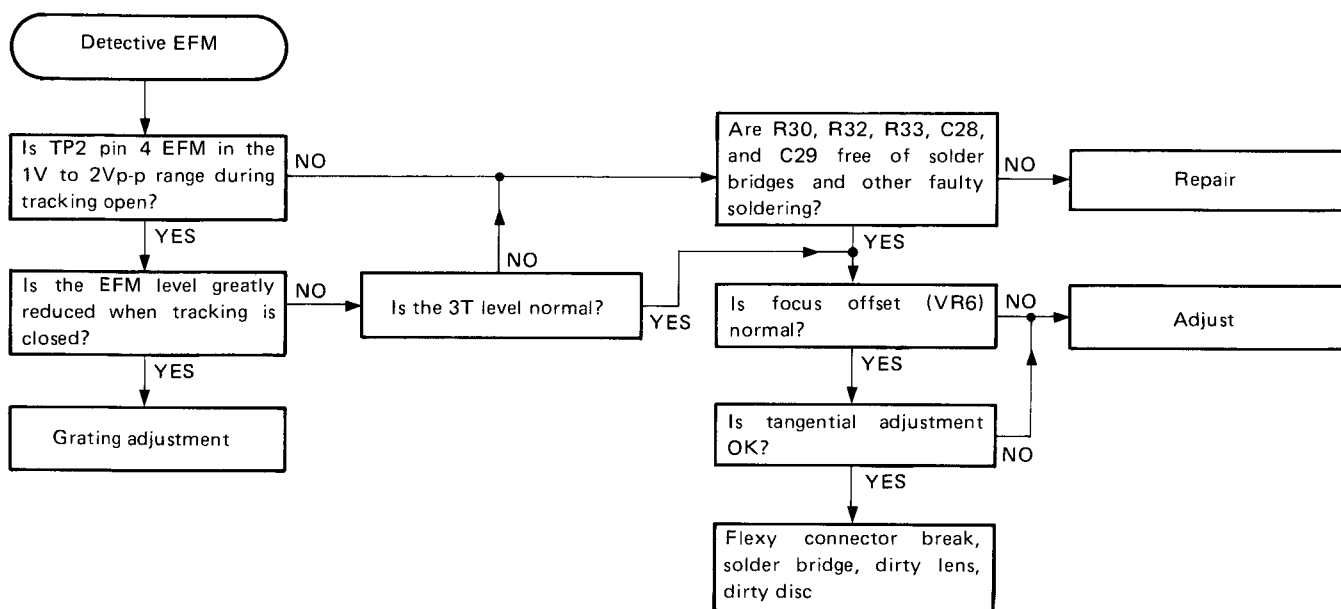 Detective EFM
Is TP2 pin 4 EFM in the
1V to 2Vp-p range during
tracking open?
NO
YES
Is the EFM level greatly
reduced when tracking is
closed?
NO
YES
Grating adjustment
Is the 3T level normal?
NO
YES
Are R30, R32, R33, C28,
and C29 free of solder
bridges and other faulty
soldering?
NO
Repair
YES
Is focus offset (VR6)
normal?
NO
Adjust
YES
Is tangential adjustment
OK?
NO
YES
Flexy connector break,
solder bridge, dirty lens,
dirty disc